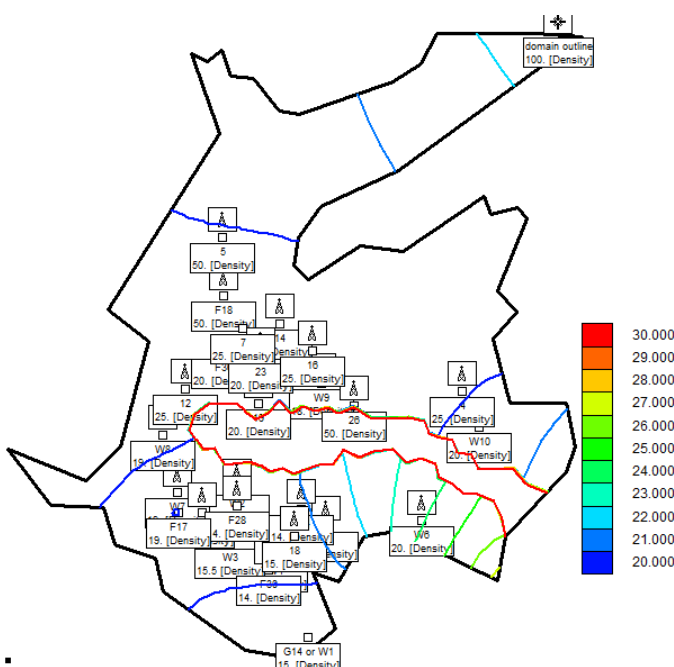 domain outline
100. [Density]
5
50. [Density]
F18
50. [Density]
14
7
25. [Density]
16
25. [Density]
23
20. [Density]
W9
12
25. [Density]
20. [Density]
26
50. [Density]
4
25. [Density]
W10
20. [Density]
W8
19. [Density]
W7
F17
19. [Density]
F28
4. [Density]
14.
W3
15.5 [Density]
18
15. [Density]
W6
20. [Density]
14. [Density]
G14 or W1
15. [Density]
30.000
29.000
28.000
27.000
26.000
25.000
24.000
23.000
22.000
21.000
20.000